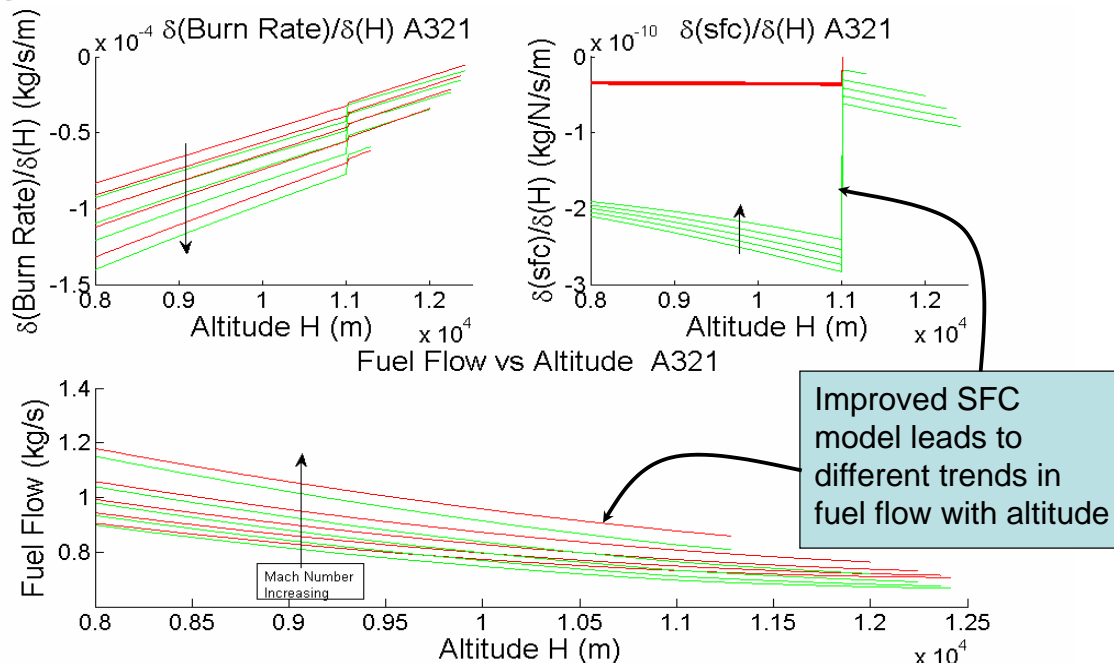 δ(Burn Rate)/δ(H) A321
x 10-4
δ(Burn Rate)/δ(H) (kg/s/m)
0
-0.5
-1
-1.5
0.8
0.9
1
1.1
1.2
x 104
Altitude H (m)
δ(sfc)/δ(H) A321
x 10-10
δ(sfc)/δ(H) (kg/N/s/m)
0
-1
-2
-3
0.8
0.9
1
1.1
1.2
x 104
Altitude H (m)
Fuel Flow vs Altitude A321
Fuel Flow (kg/s)
1.4
1.2
1
0.8
0.8
0.85
0.9
0.95
1
1.05
1.1
1.15
1.2
1.25
x 104
Altitude H (m)
Mach Number
Increasing
Improved SFC
model leads to
different trends in
fuel flow with altitude